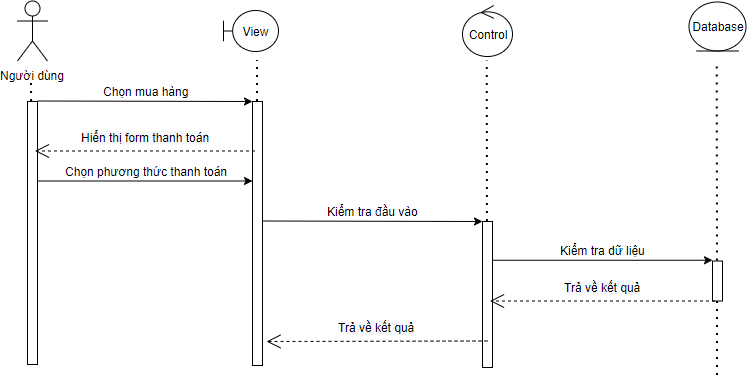 Người dùng
View
Control
Database
Chọn mua hàng
Hiển thị form thanh toán
Chọn phương thức thanh toán
Kiểm tra đầu vào
Kiểm tra dữ liệu
Trả về kết quả
Trả về kết quả